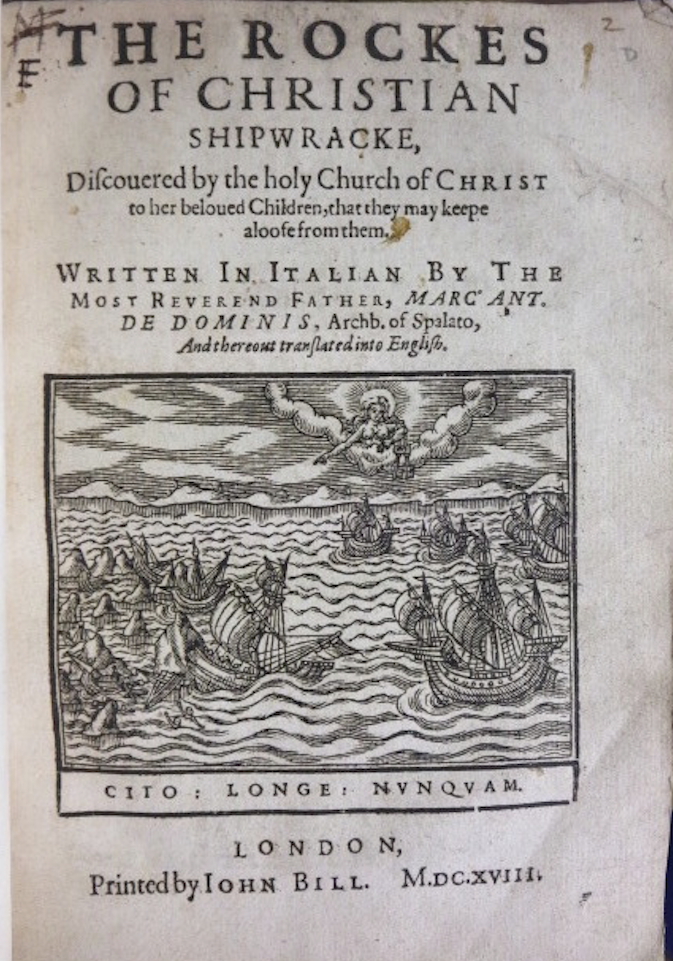 THE ROCKES
OF CHRISTIAN
SHIPWRACKE,
Diſcouered by the holy Church of CHRIST
to her beloued Children, that they may keepe
aloofe from them.
WRITTEN IN ITALIAN BY THE
MOST REVEREND FATHER, MARC' ANT.
DE DOMINIS, Archb. of Spalato,
And thereout tranſlated into Engliſh.
CITO : LONGE : NVNQVAM.
LONDON,
Printed by IOHN BILL. M.DC.XVIII.